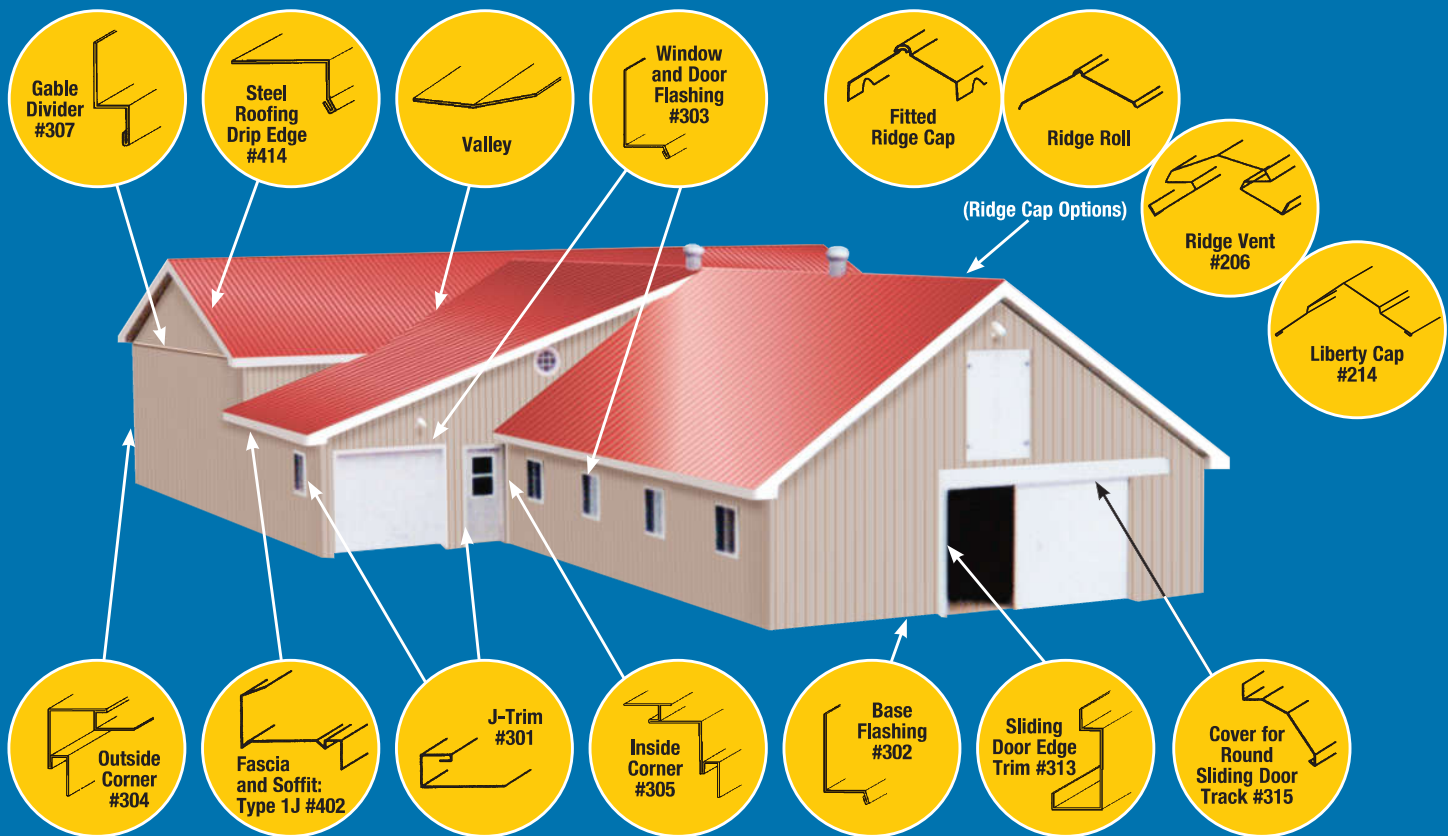 Gable
Divider
#307
Steel
Roofing
Drip Edge
#414
Valley
Window
and Door
Flashing
#303
Fitted
Ridge Cap
Ridge Roll
(Ridge Cap Options)
Ridge Vent
#206
Liberty Cap
#214
Outside
Corner
#304
Fascia
and Soffit:
Type 1J #402
J-Trim
#301
Inside
Corner
#305
Base
Flashing
#302
Sliding
Door Edge
Trim #313
Cover for
Round
Sliding Door
Track #315